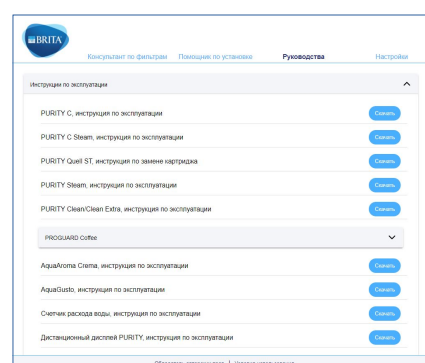 BRITA
Консультант по фильтрам Помощник по установке Руководства Настройки
Инструкции по эксплуатации
PURITY C, инструкция по эксплуатации Скачать
PURITY C Steam, инструкция по эксплуатации Скачать
PURITY Quell ST, инструкция по замене картриджа Скачать
PURITY Steam, инструкция по эксплуатации Скачать
PURITY Clean/Clean Extra, инструкция по эксплуатации Скачать
PROGUARD Coffee
AquaAroma Crema, инструкция по эксплуатации Скачать
AquaGusto, инструкция по эксплуатации Скачать
Счетчик расхода воды, инструкция по эксплуатации Скачать
Дистанционный дисплей PURITY, инструкция по эксплуатации Скачать